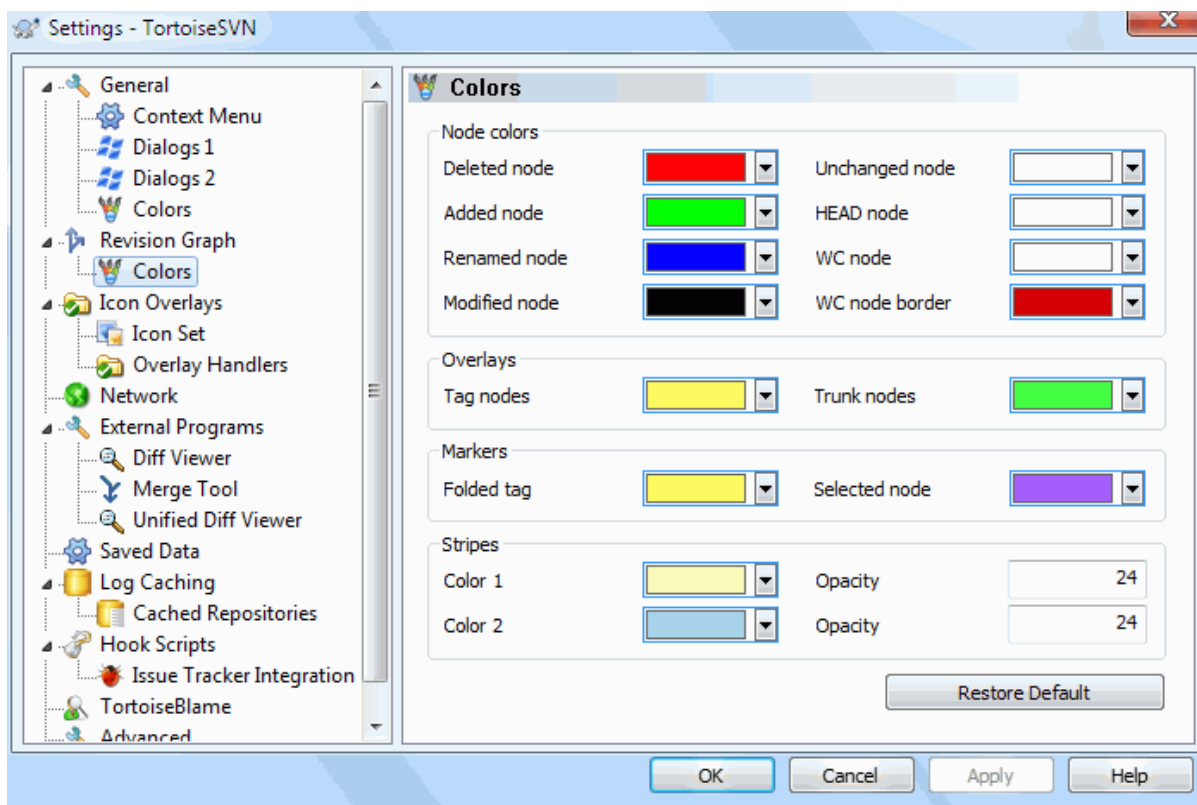 Settings - TortoiseSVN
General
Context Menu
Dialogs 1
Dialogs 2
Colors
Revision Graph
Colors
Icon Overlays
Icon Set
Overlay Handlers
Network
External Programs
Diff Viewer
Merge Tool
Unified Diff Viewer
Saved Data
Log Caching
Cached Repositories
Hook Scripts
Issue Tracker Integration
TortoiseBlame
Advanced
Colors
Node colors
Deleted node
Unchanged node
Added node
HEAD node
Renamed node
WC node
Modified node
WC node border
Overlays
Tag nodes
Trunk nodes
Markers
Folded tag
Selected node
Stripes
Color 1
Opacity
24
Color 2
Opacity
24
Restore Default
OK
Cancel
Apply
Help